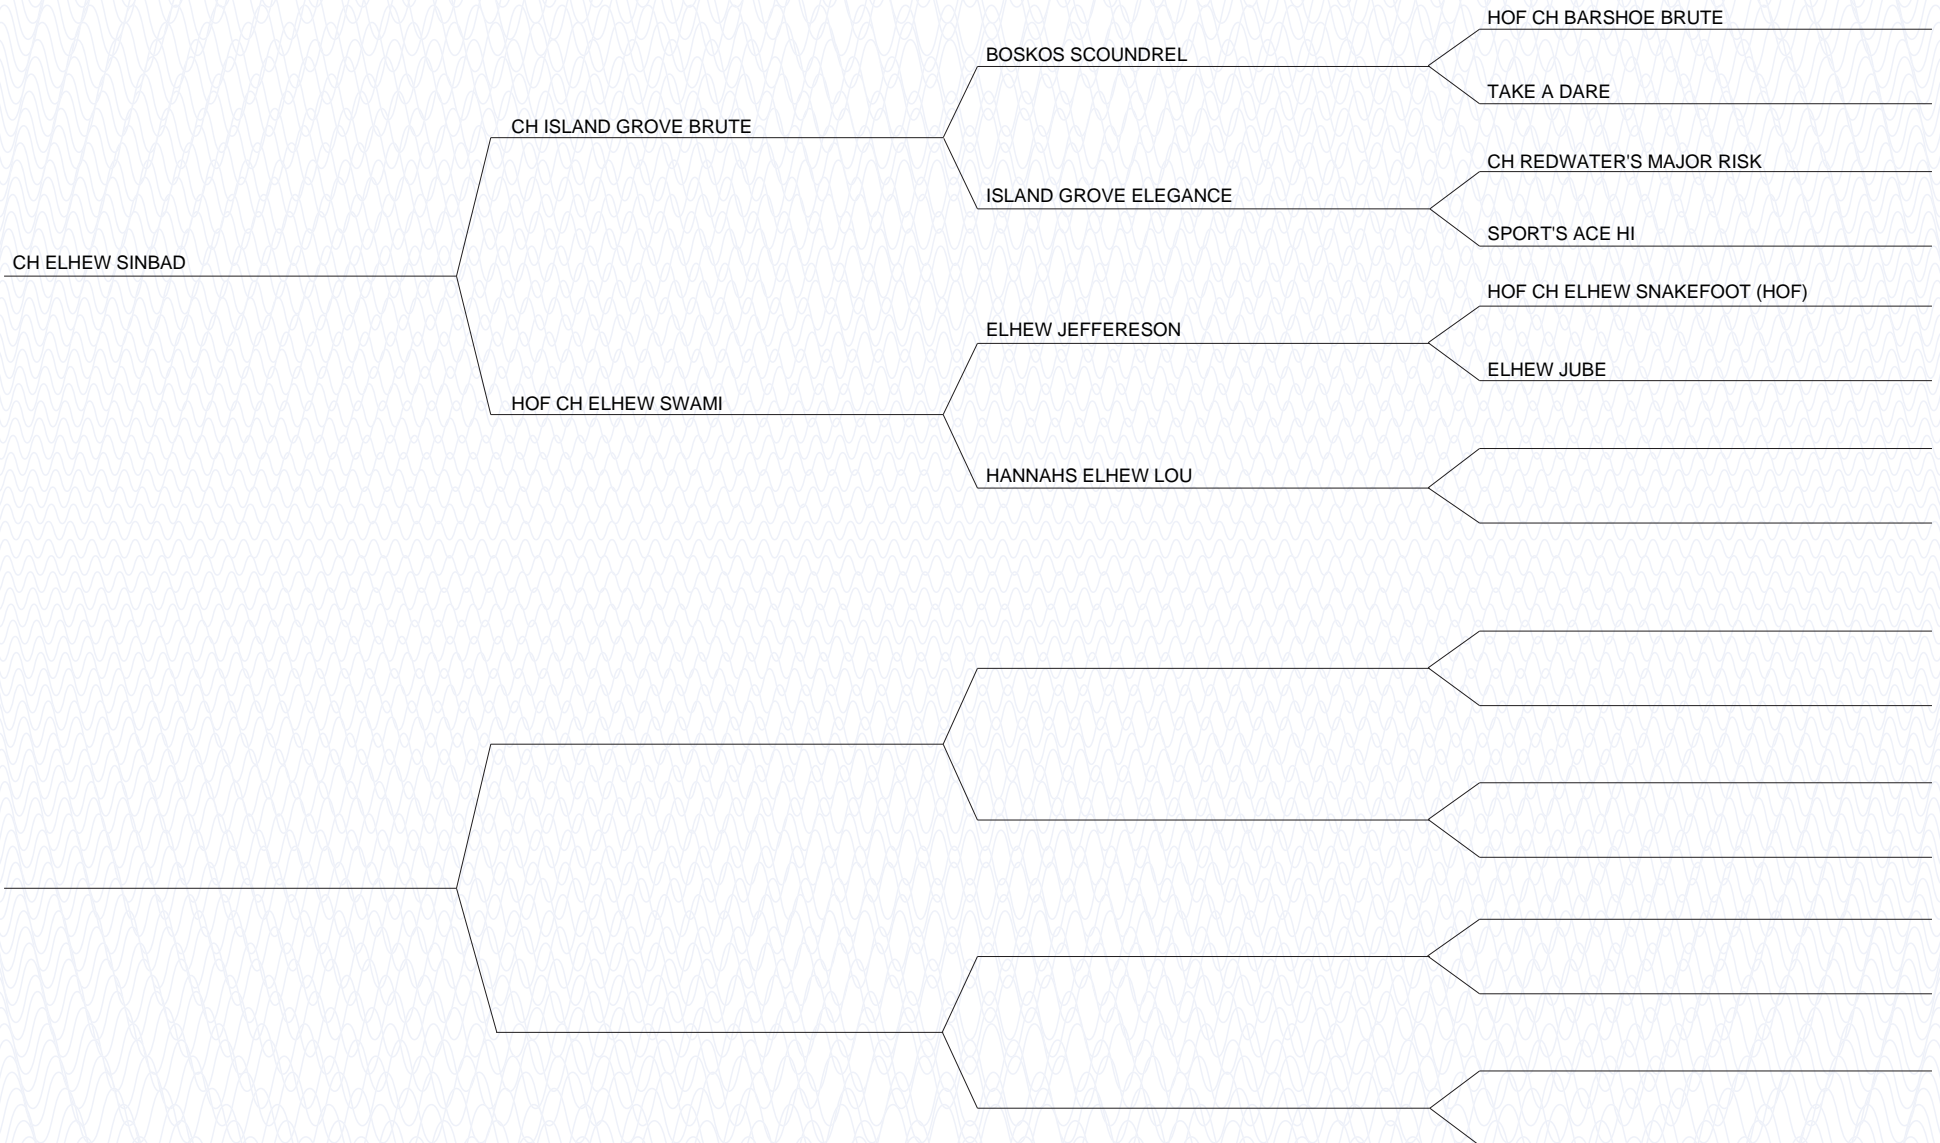 HOF CH BARSHOE BRUTE
BOSKOS SCOUNDREL
TAKE A DARE
CH ISLAND GROVE BRUTE
CH REDWATER'S MAJOR RISK
ISLAND GROVE ELEGANCE
SPORT'S ACE HI
CH ELHEW SINBAD
HOF CH ELHEW SNAKEFOOT (HOF)
ELHEW JEFFERESON
ELHEW JUBE
HOF CH ELHEW SWAMI
HANNAHS ELHEW LOU